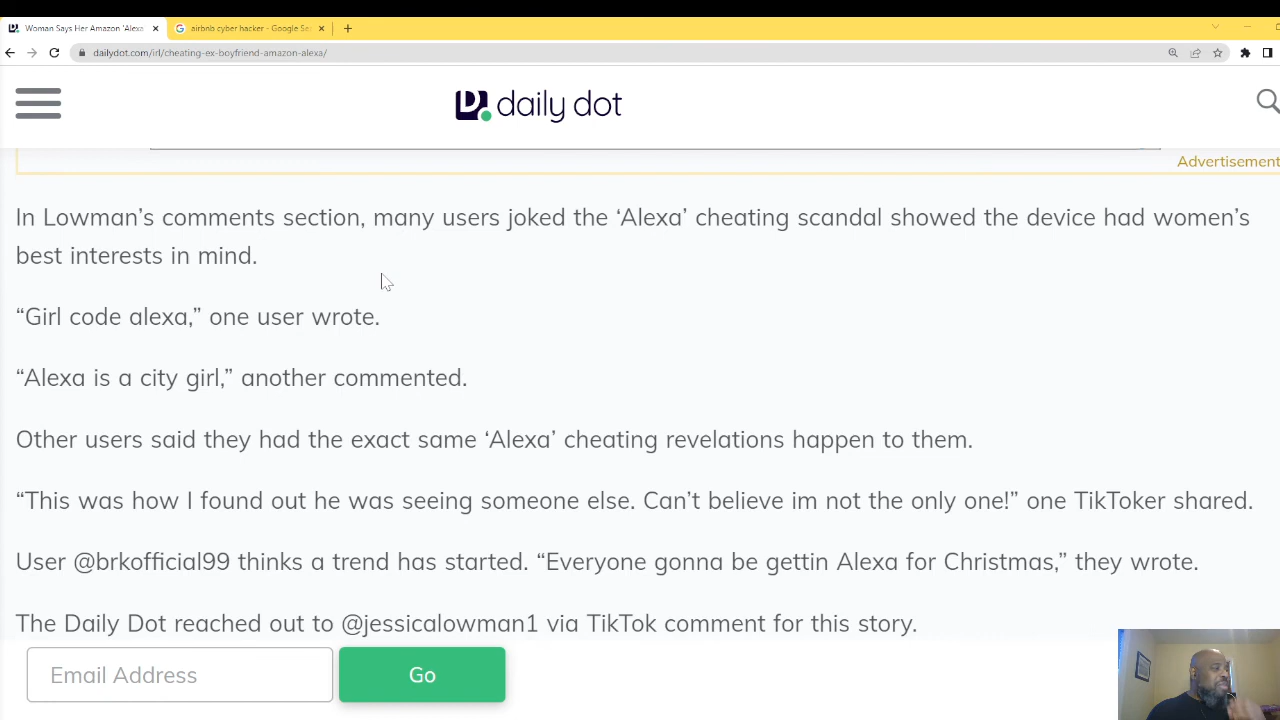 Woman Says Her Amazon 'Alexa
airbnb cyber hacker - Google Se
dailydot.com/irl/cheating-ex-boyfriend-amazon-alexa/
daily dot
Advertisement
In Lowman’s comments section, many users joked the ‘Alexa’ cheating scandal showed the device had women’s
best interests in mind.
“Girl code alexa,” one user wrote.
“Alexa is a city girl,” another commented.
Other users said they had the exact same ‘Alexa’ cheating revelations happen to them.
“This was how I found out he was seeing someone else. Can’t believe im not the only one!” one TikToker shared.
User @brkofficial99 thinks a trend has started. “Everyone gonna be gettin Alexa for Christmas,” they wrote.
The Daily Dot reached out to @jessicalowman1 via TikTok comment for this story.
Email Address
Go